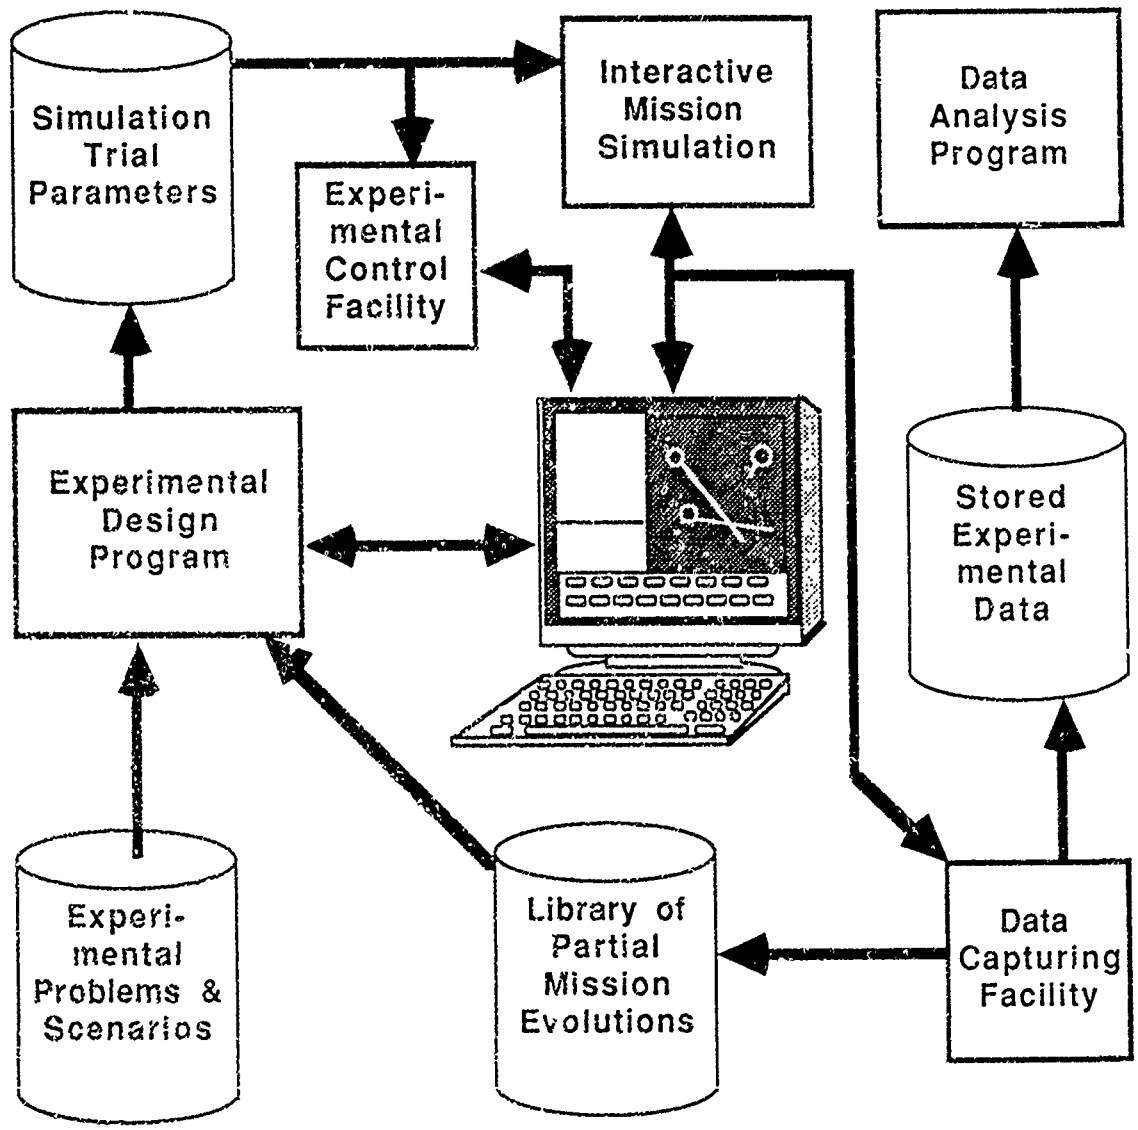 Simulation
Trial
Parameters
Interactive
Mission
Simulation
Data
Analysis
Program
Experi-
mental
Control
Facility
Experimental
Design
Program
Stored
Experi-
mental
Data
Experi-
mental
Problems &
Scenarios
Library of
Partial
Mission
Evolutions
Data
Capturing
Facility